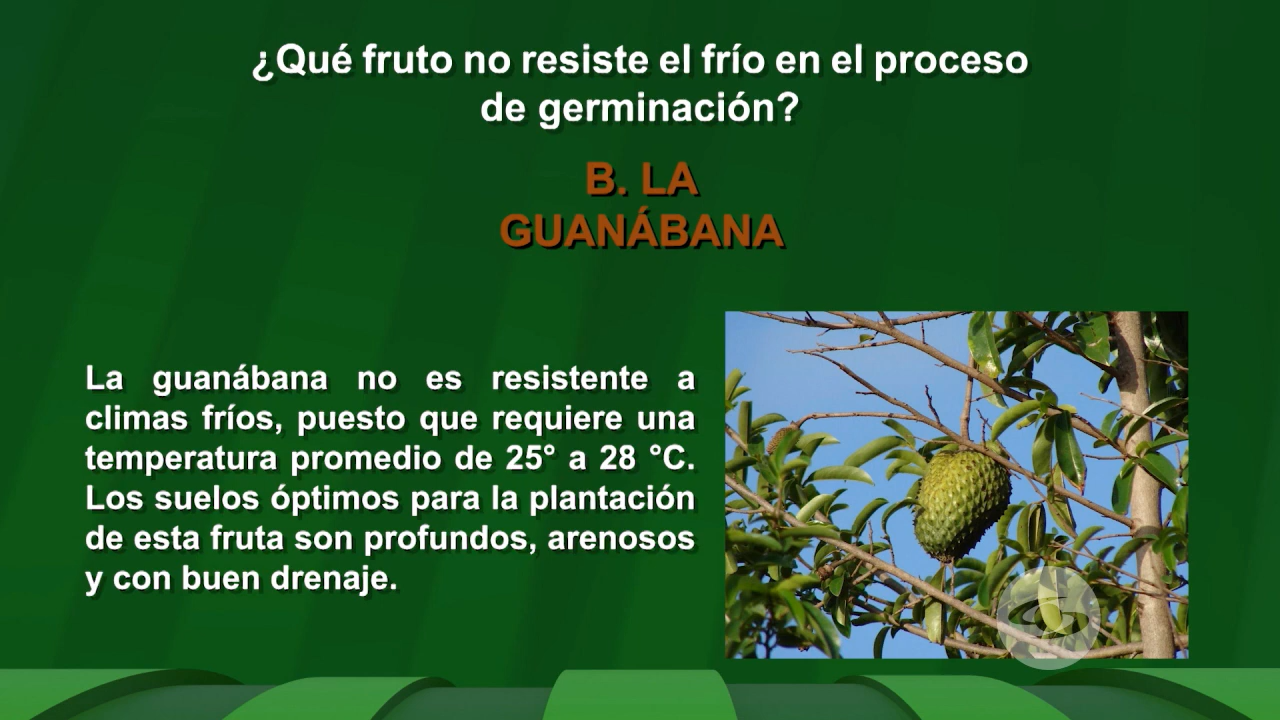 ¿Qué fruto no resiste el frío en el proceso
de germinación?
B. LA
GUANÁBANA
La guanábana no es resistente a
climas fríos, puesto que requiere una
temperatura promedio de 25° a 28 °C.
Los suelos óptimos para la plantación
de esta fruta son profundos, arenosos
y con buen drenaje.